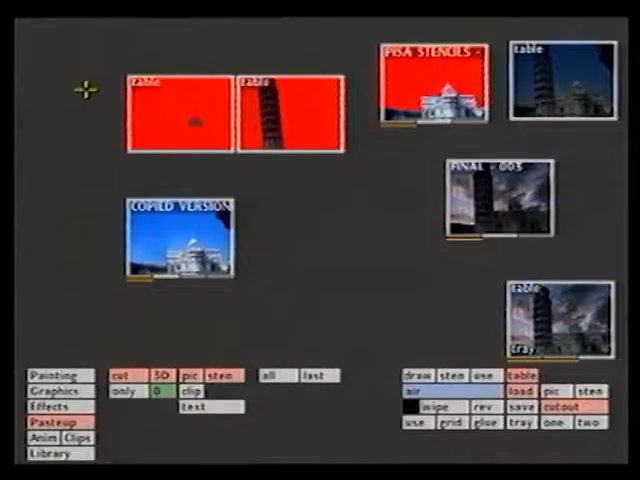 PISA STENCILS -
table
table
table
FINAL - 003
COPIED VERSION
table
tray
Painting cut 3D pic sten all last draw sten use table
Graphics only 0 clip air load pic sten
Effects text wipe rev save cutout
Pasteup use grid glue tray one two
Anim Clips
Library